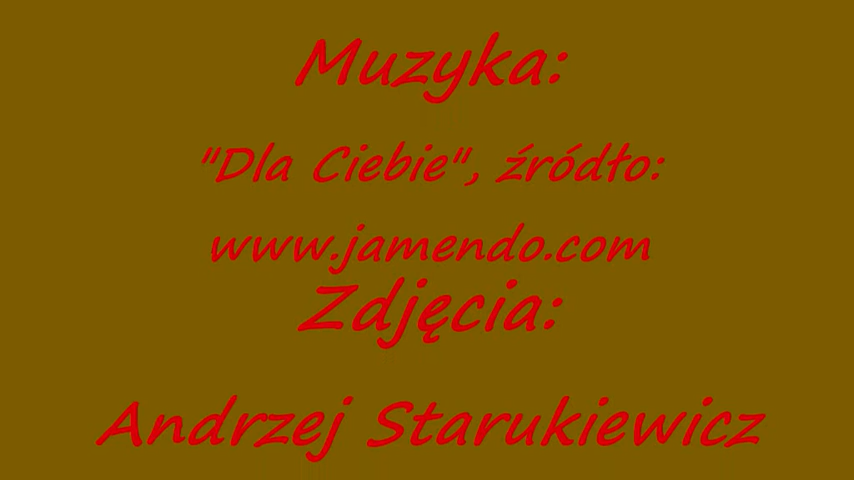 Muzyka:
"Dla Ciebie", źródło:
www.jamendo.com
Zdjęcia:
Andrzej Starukiewicz